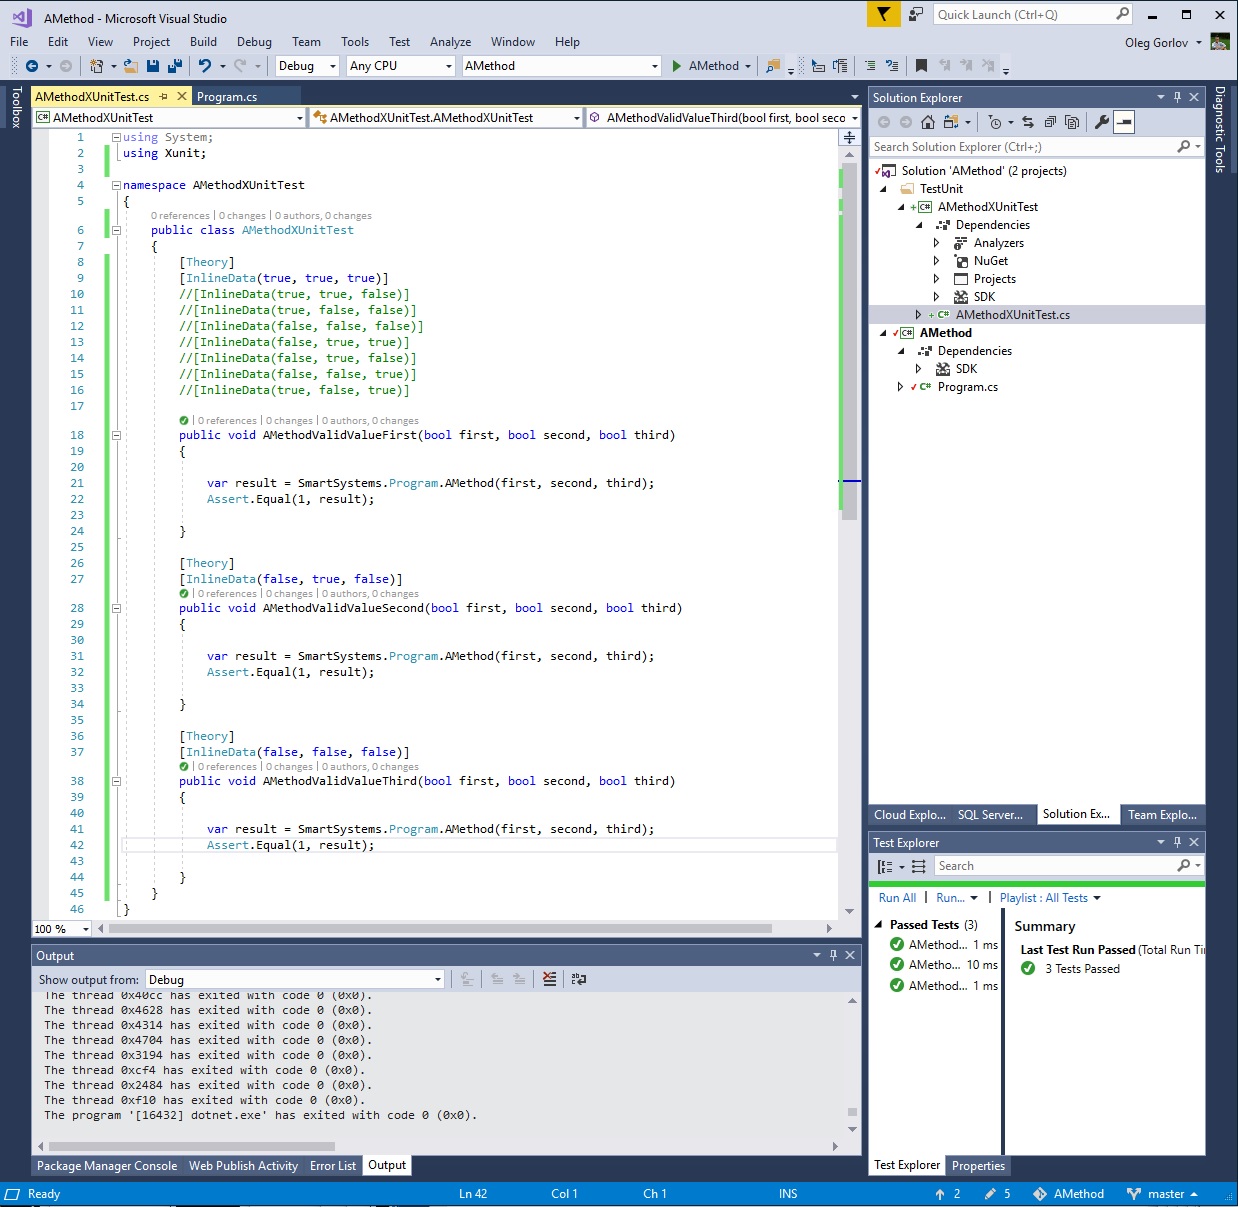 AMethod - Microsoft Visual Studio
Quick Launch (Ctrl+Q)
File Edit View Project Build Debug Team Tools Test Analyze Window Help
Oleg Gorlov
Debug Any CPU AMethod AMethod
Toolbox
AMethodXUnitTest.cs Program.cs
AMethodXUnitTest AMethodXUnitTest.AMethodXUnitTest AMethodValidValueThird(bool first, bool seco
1 using System;
2 using Xunit;
3
4 namespace AMethodXUnitTest
5 {
0 references | 0 changes | 0 authors, 0 changes
6 public class AMethodXUnitTest
7 {
8 [Theory]
9 [InlineData(true, true, true)]
10 //[InlineData(true, true, false)]
11 //[InlineData(true, false, false)]
12 //[InlineData(false, false, false)]
13 //[InlineData(false, true, true)]
14 //[InlineData(false, true, false)]
15 //[InlineData(false, false, true)]
16 //[InlineData(true, false, true)]
17
0 references | 0 changes | 0 authors, 0 changes
18 public void AMethodValidValueFirst(bool first, bool second, bool third)
19 {
20
21 var result = SmartSystems.Program.AMethod(first, second, third);
22 Assert.Equal(1, result);
23
24 }
25
26 [Theory]
27 [InlineData(false, true, false)]
0 references | 0 changes | 0 authors, 0 changes
28 public void AMethodValidValueSecond(bool first, bool second, bool third)
29 {
30
31 var result = SmartSystems.Program.AMethod(first, second, third);
32 Assert.Equal(1, result);
33
34 }
35
36 [Theory]
37 [InlineData(false, false, false)]
0 references | 0 changes | 0 authors, 0 changes
38 public void AMethodValidValueThird(bool first, bool second, bool third)
39 {
40
41 var result = SmartSystems.Program.AMethod(first, second, third);
42 Assert.Equal(1, result);
43
44 }
45 }
46 }
100 %
Output
Show output from: Debug
The thread 0x40cc has exited with code 0 (0x0).
The thread 0x4628 has exited with code 0 (0x0).
The thread 0x4314 has exited with code 0 (0x0).
The thread 0x4704 has exited with code 0 (0x0).
The thread 0x3194 has exited with code 0 (0x0).
The thread 0xcf4 has exited with code 0 (0x0).
The thread 0x2484 has exited with code 0 (0x0).
The thread 0xf10 has exited with code 0 (0x0).
The program '[16432] dotnet.exe' has exited with code 0 (0x0).
Package Manager Console Web Publish Activity Error List Output
Solution Explorer
Search Solution Explorer (Ctrl+;)
Solution 'AMethod' (2 projects)
TestUnit
C# AMethodXUnitTest
Dependencies
Analyzers
NuGet
Projects
SDK
C# AMethodXUnitTest.cs
C# AMethod
Dependencies
SDK
C# Program.cs
Cloud Explo... SQL Server... Solution Ex... Team Explo...
Test Explorer
Search
Run All | Run... | Playlist : All Tests
Passed Tests (3)
AMethod... 1 ms
AMetho... 10 ms
AMethod... 1 ms
Summary
Last Test Run Passed (Total Run Ti
3 Tests Passed
Test Explorer Properties
Diagnostic Tools
Ready Ln 42 Col 1 Ch 1 INS 2 5 AMethod master